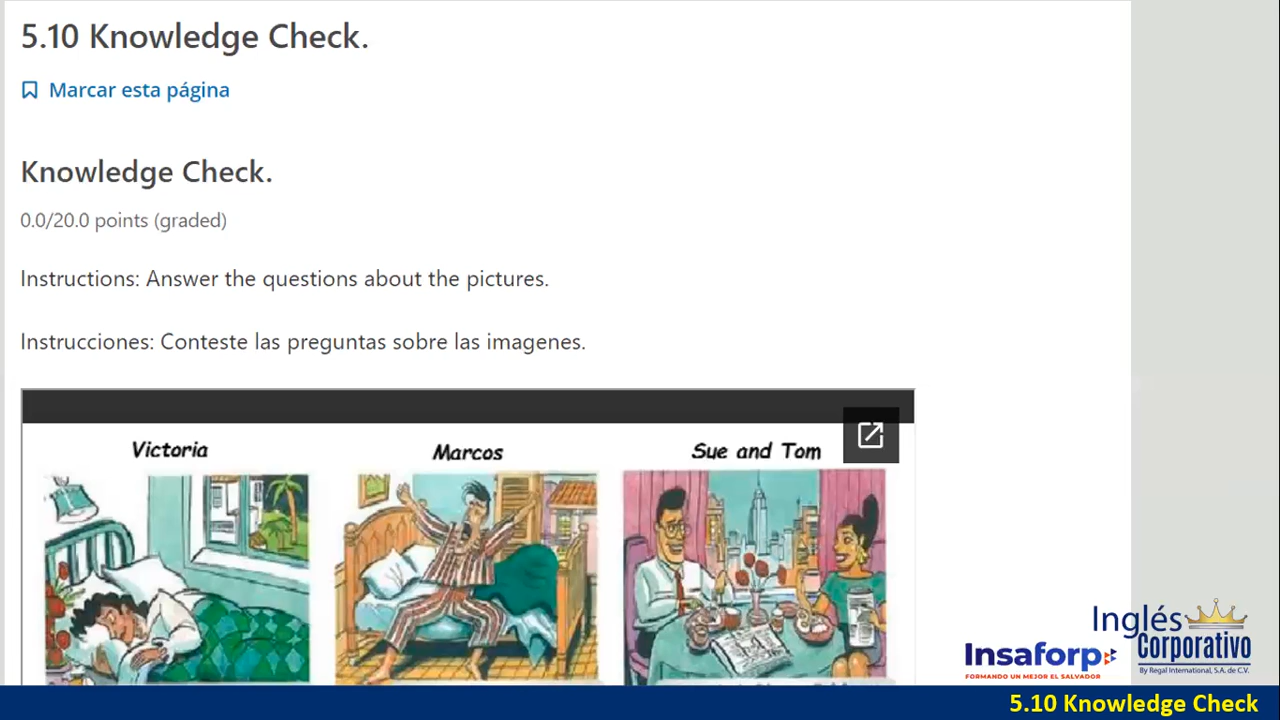 5.10 Knowledge Check.
Marcar esta página
Knowledge Check.
0.0/20.0 points (graded)
Instructions: Answer the questions about the pictures.
Instrucciones: Conteste las preguntas sobre las imagenes.
Victoria
Marcos
Sue and Tom
Inglés
Corporativo
By Regal International, S.A. de C.V.
Insaforp
FORMANDO UN MEJOR EL SALVADOR
5.10 Knowledge Check